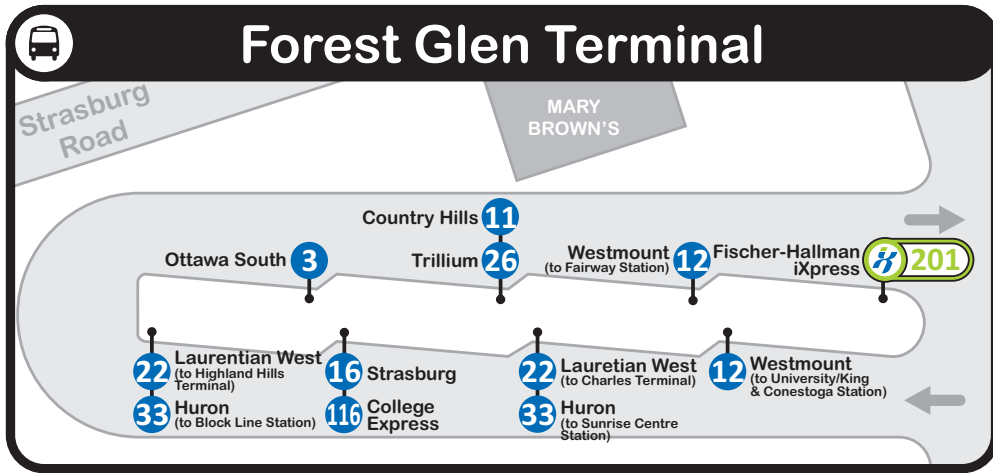 Forest Glen Terminal
Strasburg
Road
MARY
BROWN'S
Country Hills 11
Ottawa South 3
Trillium 26
Westmount
(to Fairway Station)
12
Fischer-Hallman
iXpress
iX 201
22
Laurentian West
(to Highland Hills
Terminal)
33
Huron
(to Block Line Station)
16 Strasburg
116
College
Express
22
Lauretian West
(to Charles Terminal)
33
Huron
(to Sunrise Centre
Station)
12
Westmount
(to University/King
& Conestoga Station)